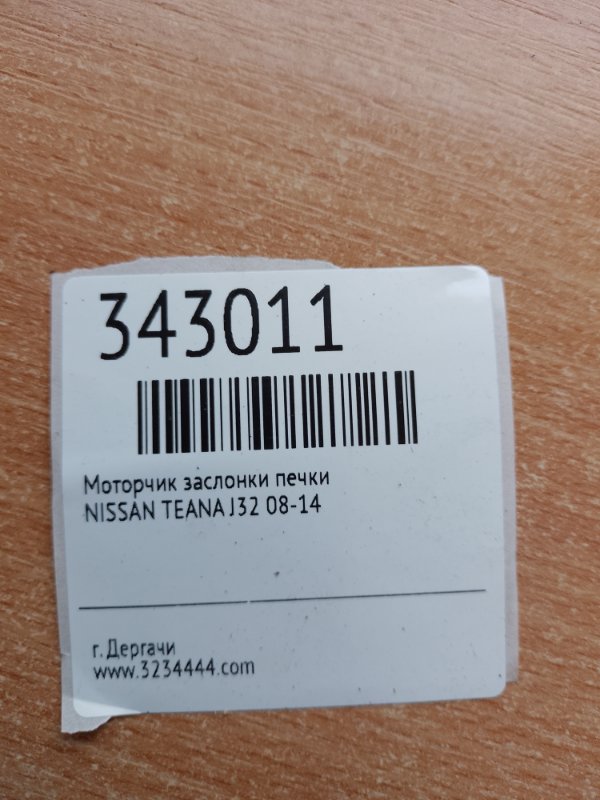 343011
Моторчик заслонки печки
NISSAN TEANA J32 08-14
г. Дергачи
www.3234444.com